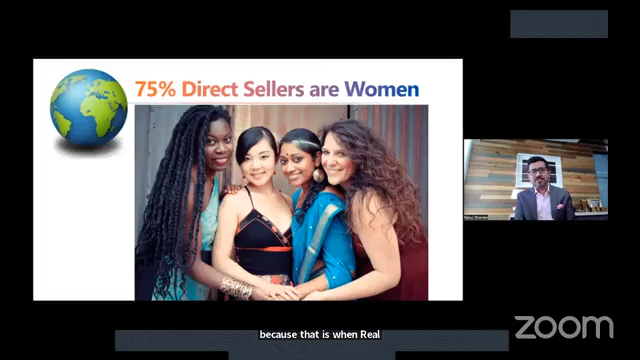 75% Direct Sellers are Women
because that is when Real
zoom